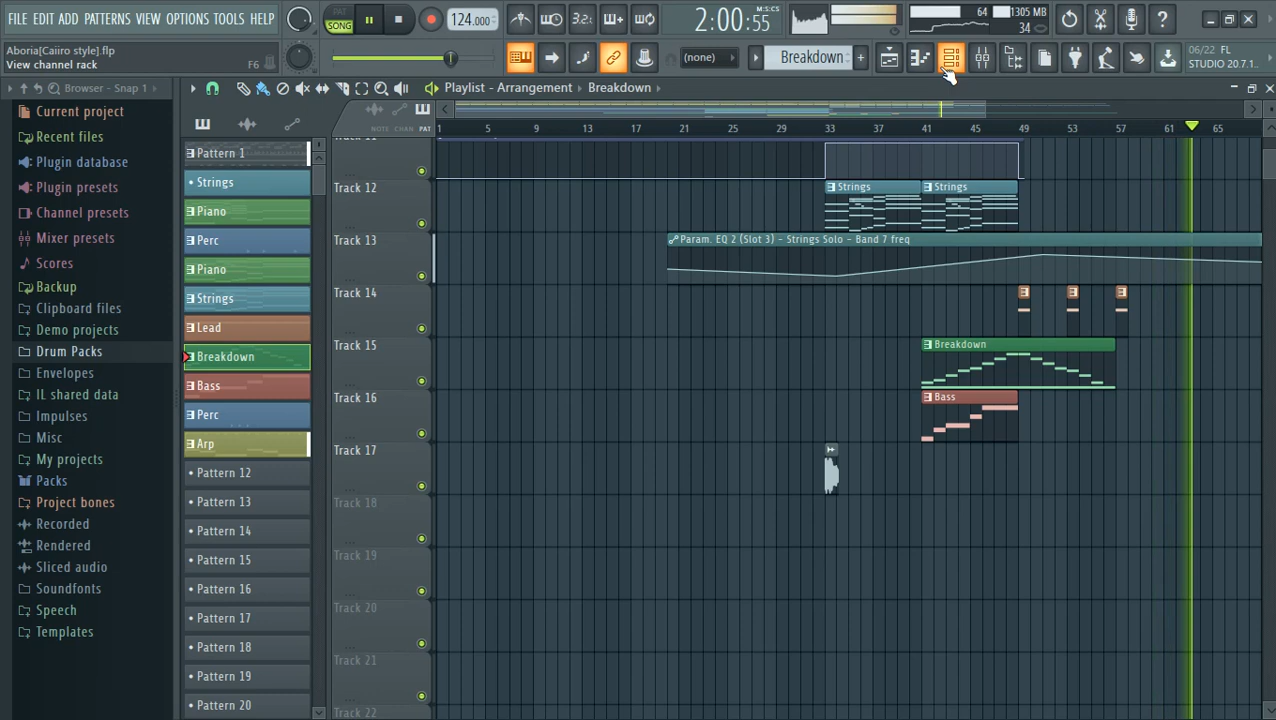 FILE EDIT ADD PATTERNS VIEW OPTIONS TOOLS HELP
PAT
SONG
124.000
3.2.
2:00:55
M:S:CS
64
1305 MB
34
Aboria[Caiiro style].flp
View channel rack
F6
(none)
Breakdown
06/22 FL
STUDIO 20.7.1
Browser - Snap 1
Playlist - Arrangement
Breakdown
NOTE CHAN PAT
1 5 9 13 17 21 25 29 33 37 41 45 49 53 57 61 65
Current project
Recent files
Plugin database
Plugin presets
Channel presets
Mixer presets
Scores
Backup
Clipboard files
Demo projects
Drum Packs
Envelopes
IL shared data
Impulses
Misc
My projects
Packs
Project bones
Recorded
Rendered
Sliced audio
Soundfonts
Speech
Templates
Pattern 1
Strings
Piano
Perc
Piano
Strings
Lead
Breakdown
Bass
Perc
Arp
Pattern 12
Pattern 13
Pattern 14
Pattern 15
Pattern 16
Pattern 17
Pattern 18
Pattern 19
Pattern 20
Track 12
Strings
Strings
Track 13
Param. EQ 2 (Slot 3) - Strings Solo - Band 7 freq
Track 14
Track 15
Breakdown
Track 16
Bass
Track 17
Track 18
Track 19
Track 20
Track 21
Track 22